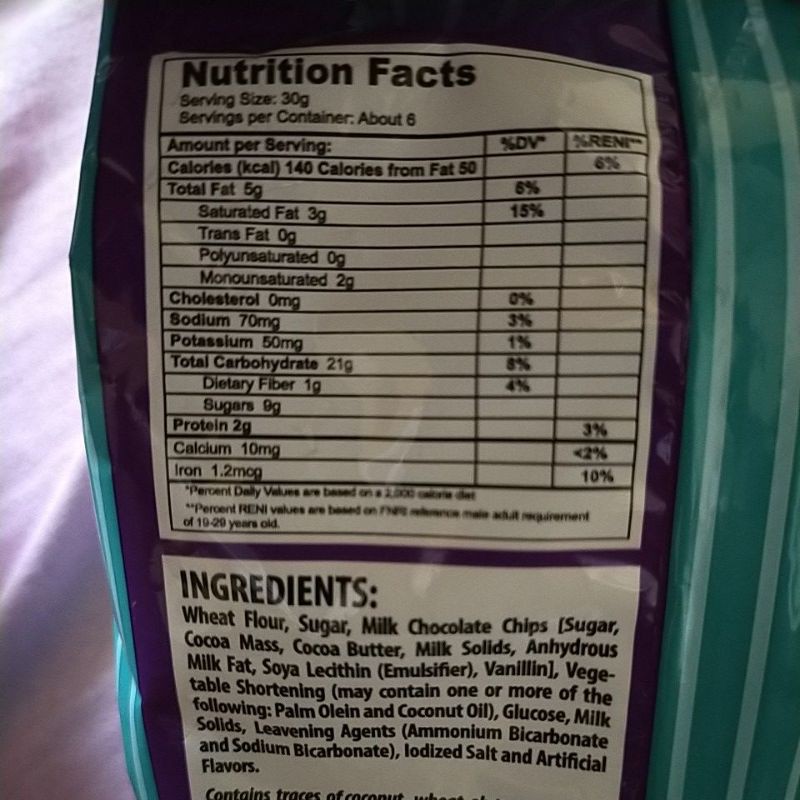 Nutrition Facts
Serving Size: 30g
Servings per Container: About 6
Amount per Serving: %DV* %RENI**
Calories (kcal) 140 Calories from Fat 50 6%
Total Fat 5g 6%
Saturated Fat 3g 15%
Trans Fat 0g
Polyunsaturated 0g
Monounsaturated 2g
Cholesterol 0mg 0%
Sodium 70mg 3%
Potassium 50mg 1%
Total Carbohydrate 21g 8%
Dietary Fiber 1g 4%
Sugars 9g
Protein 2g 3%
Calcium 10mg <2%
Iron 1.2mcg 10%
*Percent Daily Values are based on a 2,000 calorie diet
**Percent RENI values are based on FNRI reference male adult requirement
of 19-29 years old.
INGREDIENTS:
Wheat Flour, Sugar, Milk Chocolate Chips [Sugar,
Cocoa Mass, Cocoa Butter, Milk Solids, Anhydrous
Milk Fat, Soya Lecithin (Emulsifier), Vanillin], Vege-
table Shortening (may contain one or more of the
following: Palm Olein and Coconut Oil), Glucose, Milk
Solids, Leavening Agents (Ammonium Bicarbonate
and Sodium Bicarbonate), Iodized Salt and Artificial
Flavors.
Contains traces of coconut, wheat